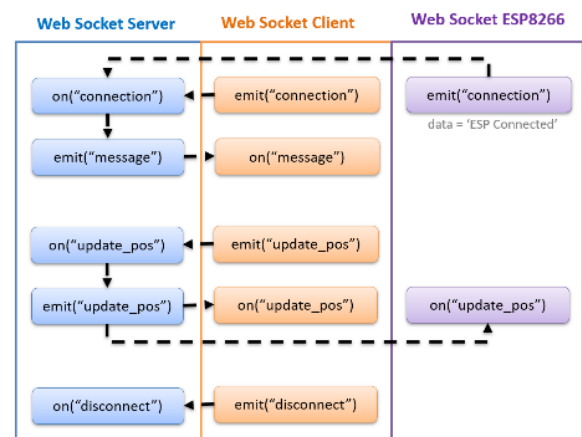 Web Socket Server
Web Socket Client
Web Socket ESP8266
on(“connection”)
emit(“connection”)
emit(“connection”)
data = ‘ESP Connected’
emit(“message”)
on(“message”)
on(“update_pos”)
emit(“update_pos”)
emit(“update_pos”)
on(“update_pos”)
on(“update_pos”)
on(“disconnect”)
emit(“disconnect”)